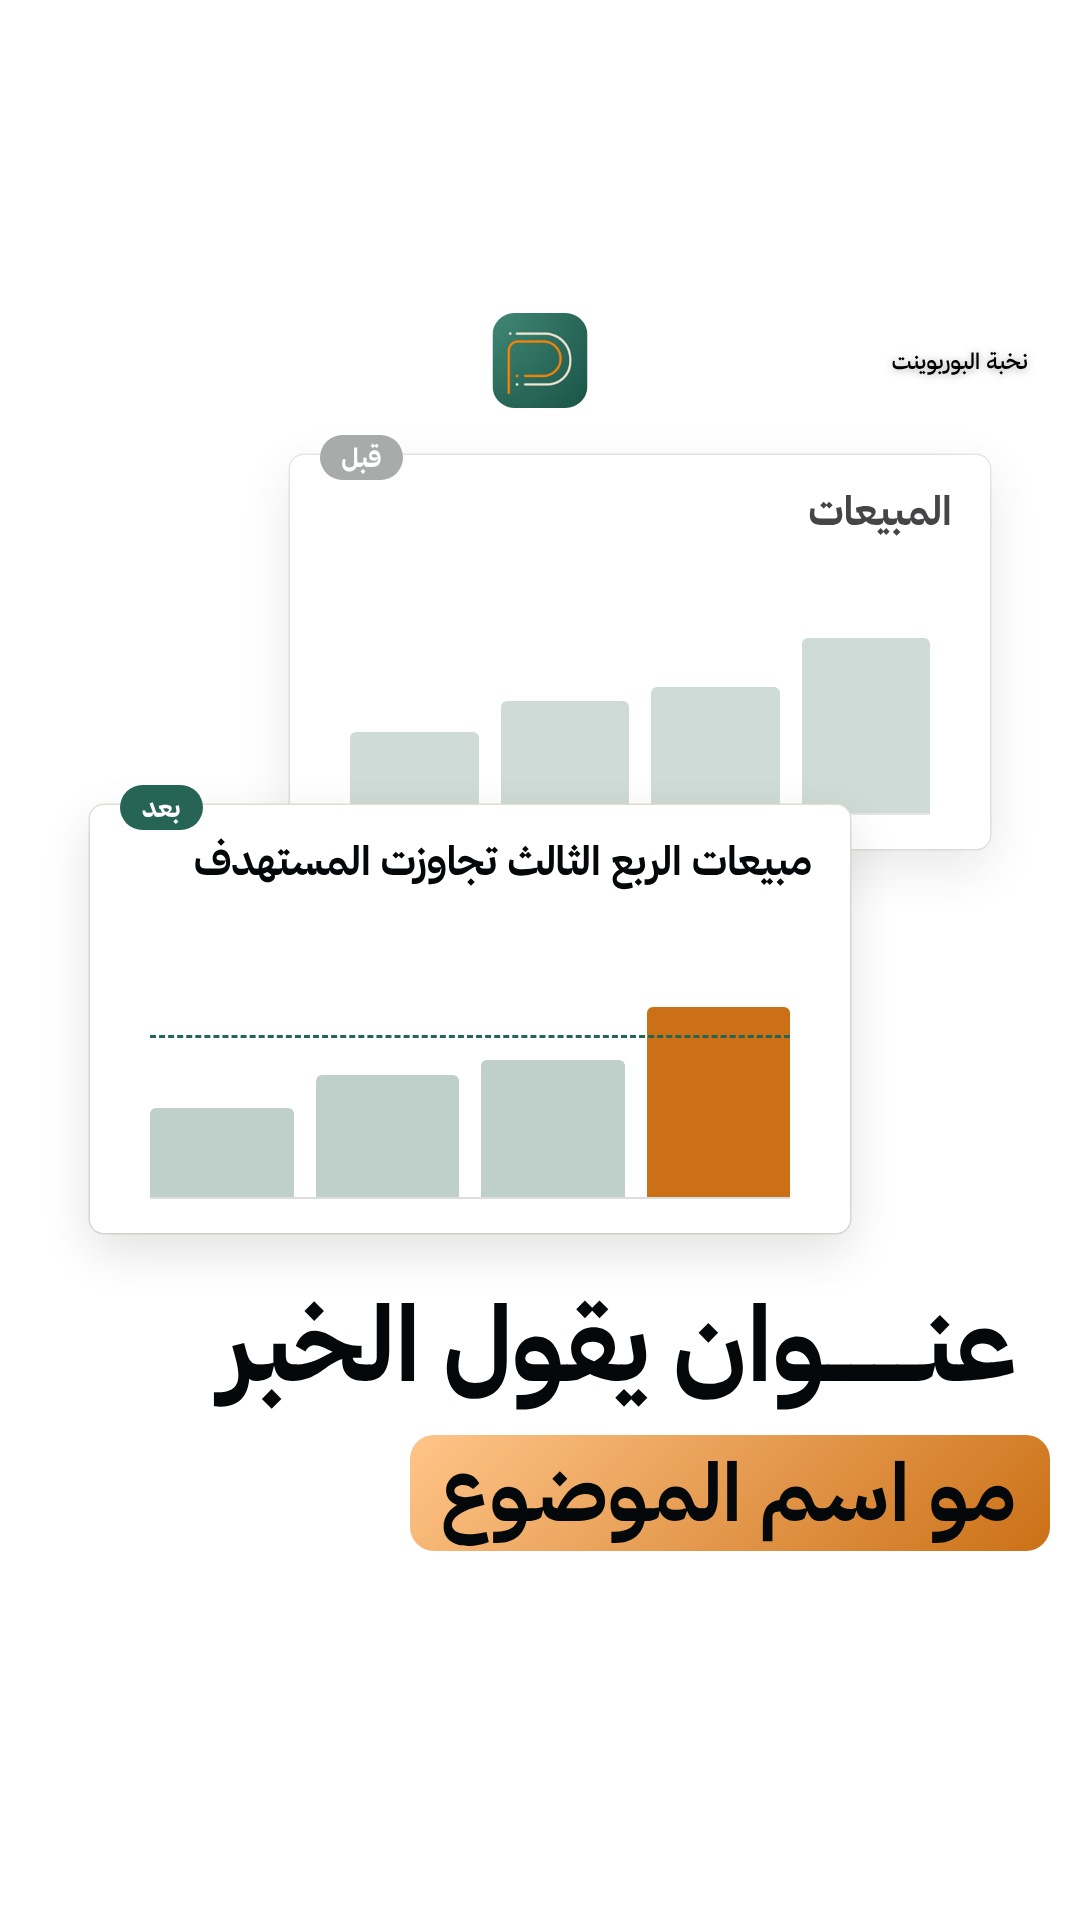 نخبة البوربوينت
قبل
المبيعات
بعد
مبيعات الربع الثالث تجاوزت المستهدف
عنـــوان يقول الخبر
مو اسم الموضوع